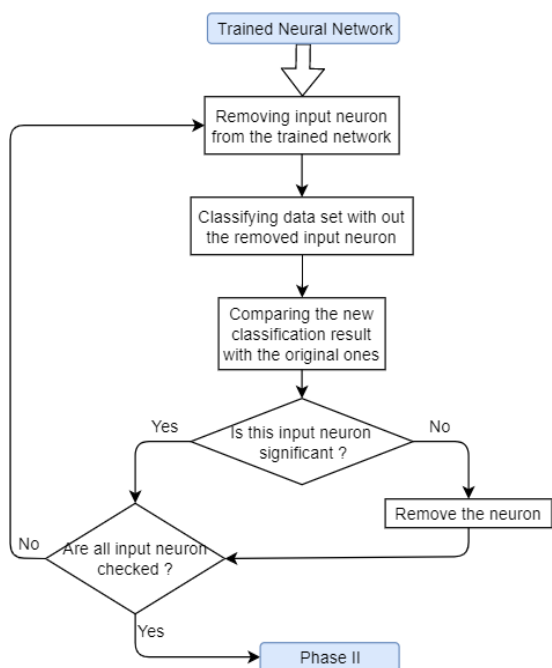 Trained Neural Network
Removing input neuron
from the trained network
Classifying data set with out
the removed input neuron
Comparing the new
classification result
with the original ones
Yes
Is this input neuron
significant ?
No
Remove the neuron
No
Are all input neuron
checked ?
Yes
Phase II